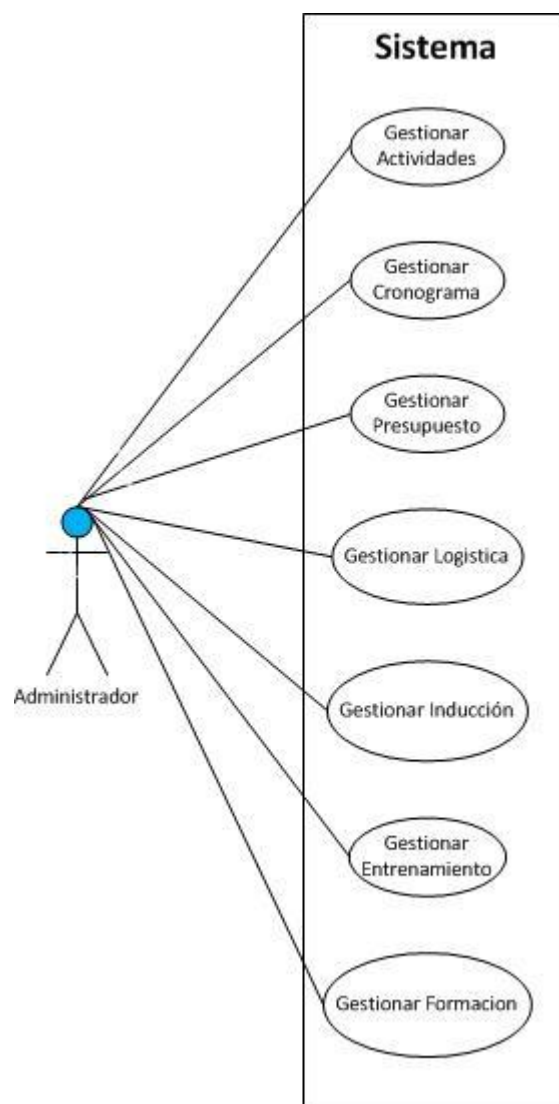 Sistema
Gestionar
Actividades
Gestionar
Cronograma
Gestionar
Presupuesto
Gestionar Logistica
Gestionar Inducción
Administrador
Gestionar
Entrenamiento
Gestionar Formacion